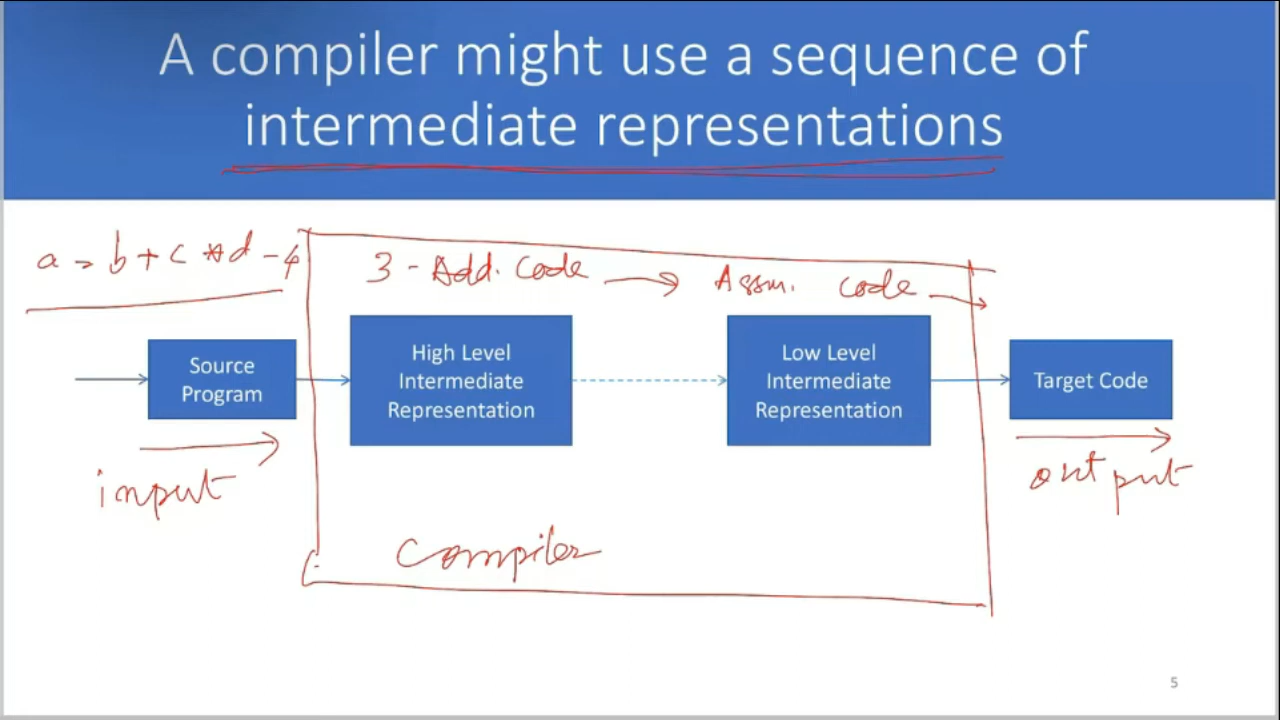 A compiler might use a sequence of
intermediate representations
a = b + c * d - 4
3 - Add. Code
Assm. code
Source
Program
High Level
Intermediate
Representation
Low Level
Intermediate
Representation
Target Code
input
output
Compiler
5